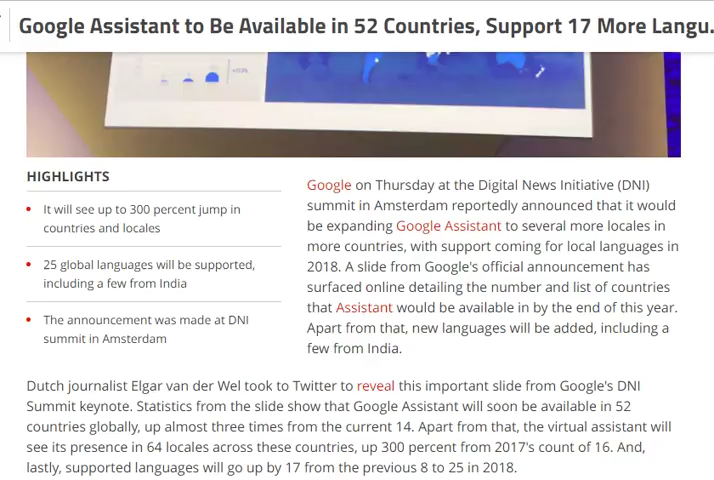 Google Assistant to Be Available in 52 Countries, Support 17 More Langu.
HIGHLIGHTS
It will see up to 300 percent jump in
countries and locales
25 global languages will be supported,
including a few from India
The announcement was made at DNI
summit in Amsterdam
Google on Thursday at the Digital News Initiative (DNI)
summit in Amsterdam reportedly announced that it would
be expanding Google Assistant to several more locales in
more countries, with support coming for local languages in
2018. A slide from Google's official announcement has
surfaced online detailing the number and list of countries
that Assistant would be available in by the end of this year.
Apart from that, new languages will be added, including a
few from India.
Dutch journalist Elgar van der Wel took to Twitter to reveal this important slide from Google's DNI
Summit keynote. Statistics from the slide show that Google Assistant will soon be available in 52
countries globally, up almost three times from the current 14. Apart from that, the virtual assistant will
see its presence in 64 locales across these countries, up 300 percent from 2017's count of 16. And,
lastly, supported languages will go up by 17 from the previous 8 to 25 in 2018.